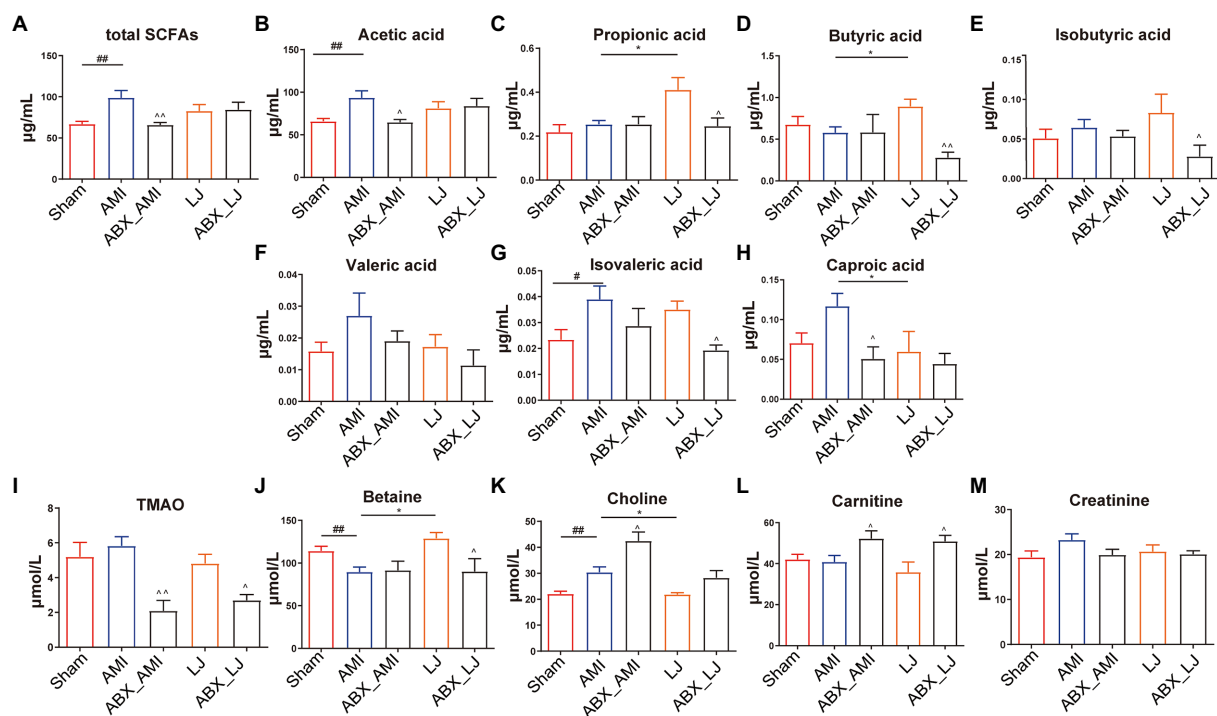 A
total SCFAs
##
^^
µg/mL
150
100
50
0
Sham
AMI
ABX_AMI
LJ
ABX_LJ
B
Acetic acid
##
^
µg/mL
150
100
50
0
Sham
AMI
ABX_AMI
LJ
ABX_LJ
C
Propionic acid
*
^
µg/mL
0.6
0.4
0.2
0.0
Sham
AMI
ABX_AMI
LJ
ABX_LJ
D
Butyric acid
*
^^
µg/mL
1.5
1.0
0.5
0.0
Sham
AMI
ABX_AMI
LJ
ABX_LJ
E
Isobutyric acid
^
µg/mL
0.15
0.10
0.05
0.00
Sham
AMI
ABX_AMI
LJ
ABX_LJ
F
Valeric acid
µg/mL
0.04
0.03
0.02
0.01
0.00
Sham
AMI
ABX_AMI
LJ
ABX_LJ
G
Isovaleric acid
#
^
µg/mL
0.05
0.04
0.03
0.02
0.01
0.00
Sham
AMI
ABX_AMI
LJ
ABX_LJ
H
Caproic acid
*
^
µg/mL
0.15
0.10
0.05
0.00
Sham
AMI
ABX_AMI
LJ
ABX_LJ
I
TMAO
^^
^
µmol/L
8
6
4
2
0
Sham
AMI
ABX_AMI
LJ
ABX_LJ
J
Betaine
##
*
^
µmol/L
150
100
50
0
Sham
AMI
ABX_AMI
LJ
ABX_LJ
K
Choline
##
*
^
µmol/L
50
40
30
20
10
0
Sham
AMI
ABX_AMI
LJ
ABX_LJ
L
Carnitine
^
^
µmol/L
60
40
20
0
Sham
AMI
ABX_AMI
LJ
ABX_LJ
M
Creatinine
µmol/L
30
20
10
0
Sham
AMI
ABX_AMI
LJ
ABX_LJ